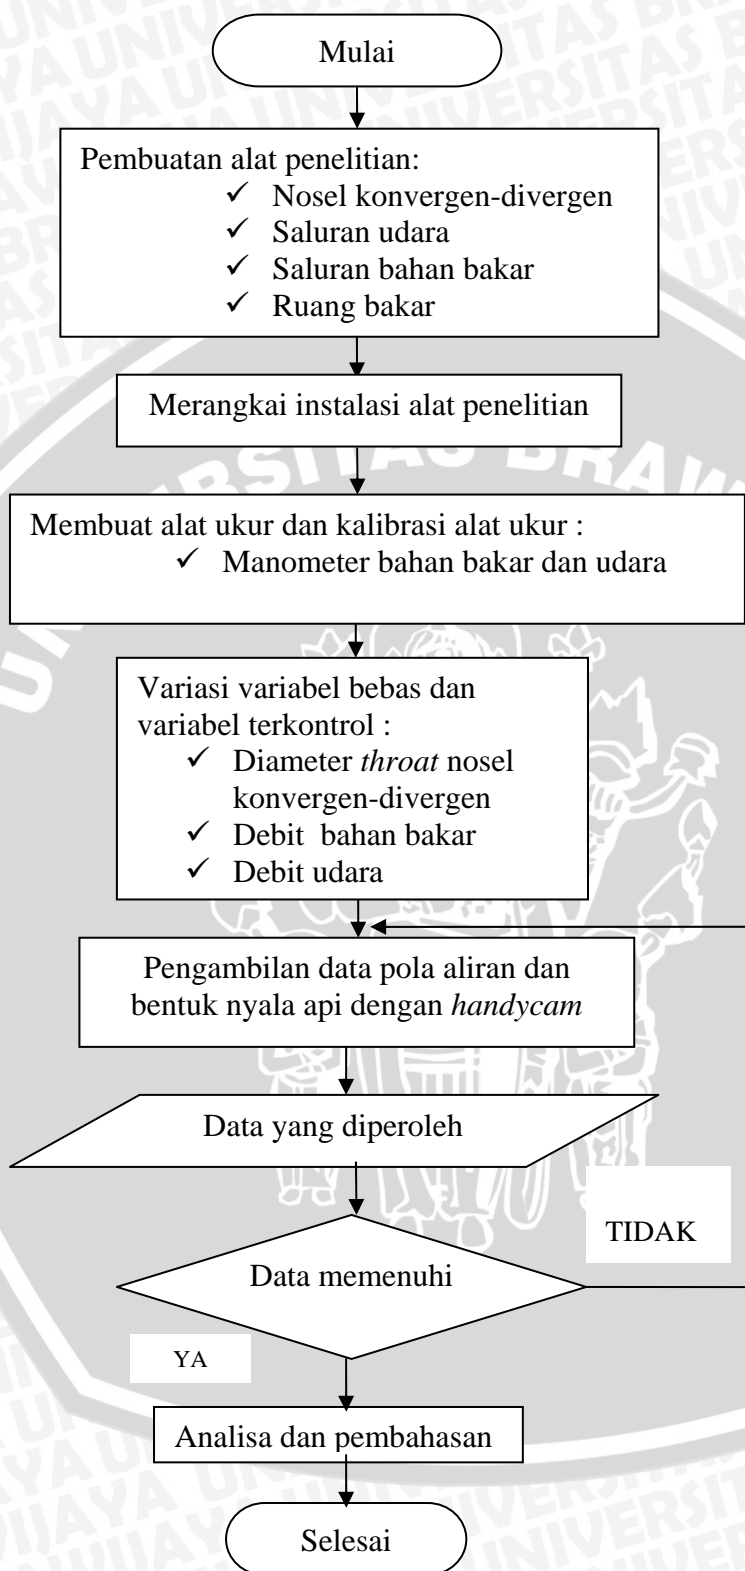 Mulai
Pembuatan alat penelitian:
✓ Nosel konvergen-divergen
✓ Saluran udara
✓ Saluran bahan bakar
✓ Ruang bakar
Merangkai instalasi alat penelitian
Membuat alat ukur dan kalibrasi alat ukur :
✓ Manometer bahan bakar dan udara
Variasi variabel bebas dan
variabel terkontrol :
✓ Diameter throat nosel
konvergen-divergen
✓ Debit bahan bakar
✓ Debit udara
Pengambilan data pola aliran dan
bentuk nyala api dengan handycam
Data yang diperoleh
TIDAK
Data memenuhi
YA
Analisa dan pembahasan
Selesai